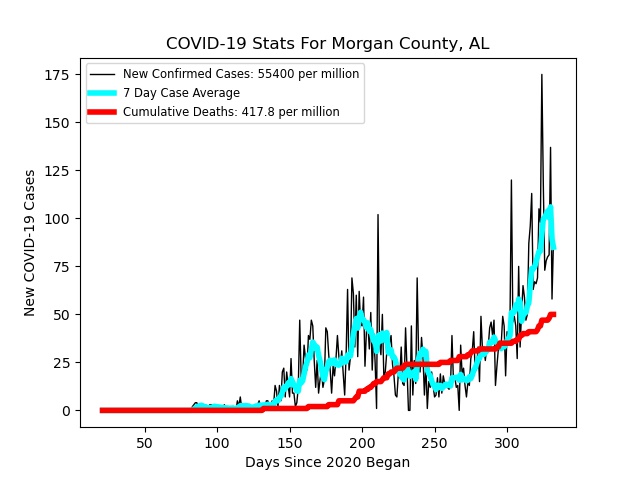 COVID-19 Stats For Morgan County, AL
New Confirmed Cases: 55400 per million
7 Day Case Average
Cumulative Deaths: 417.8 per million
New COVID-19 Cases
175
150
125
100
75
50
25
0
50 100 150 200 250 300
Days Since 2020 Began